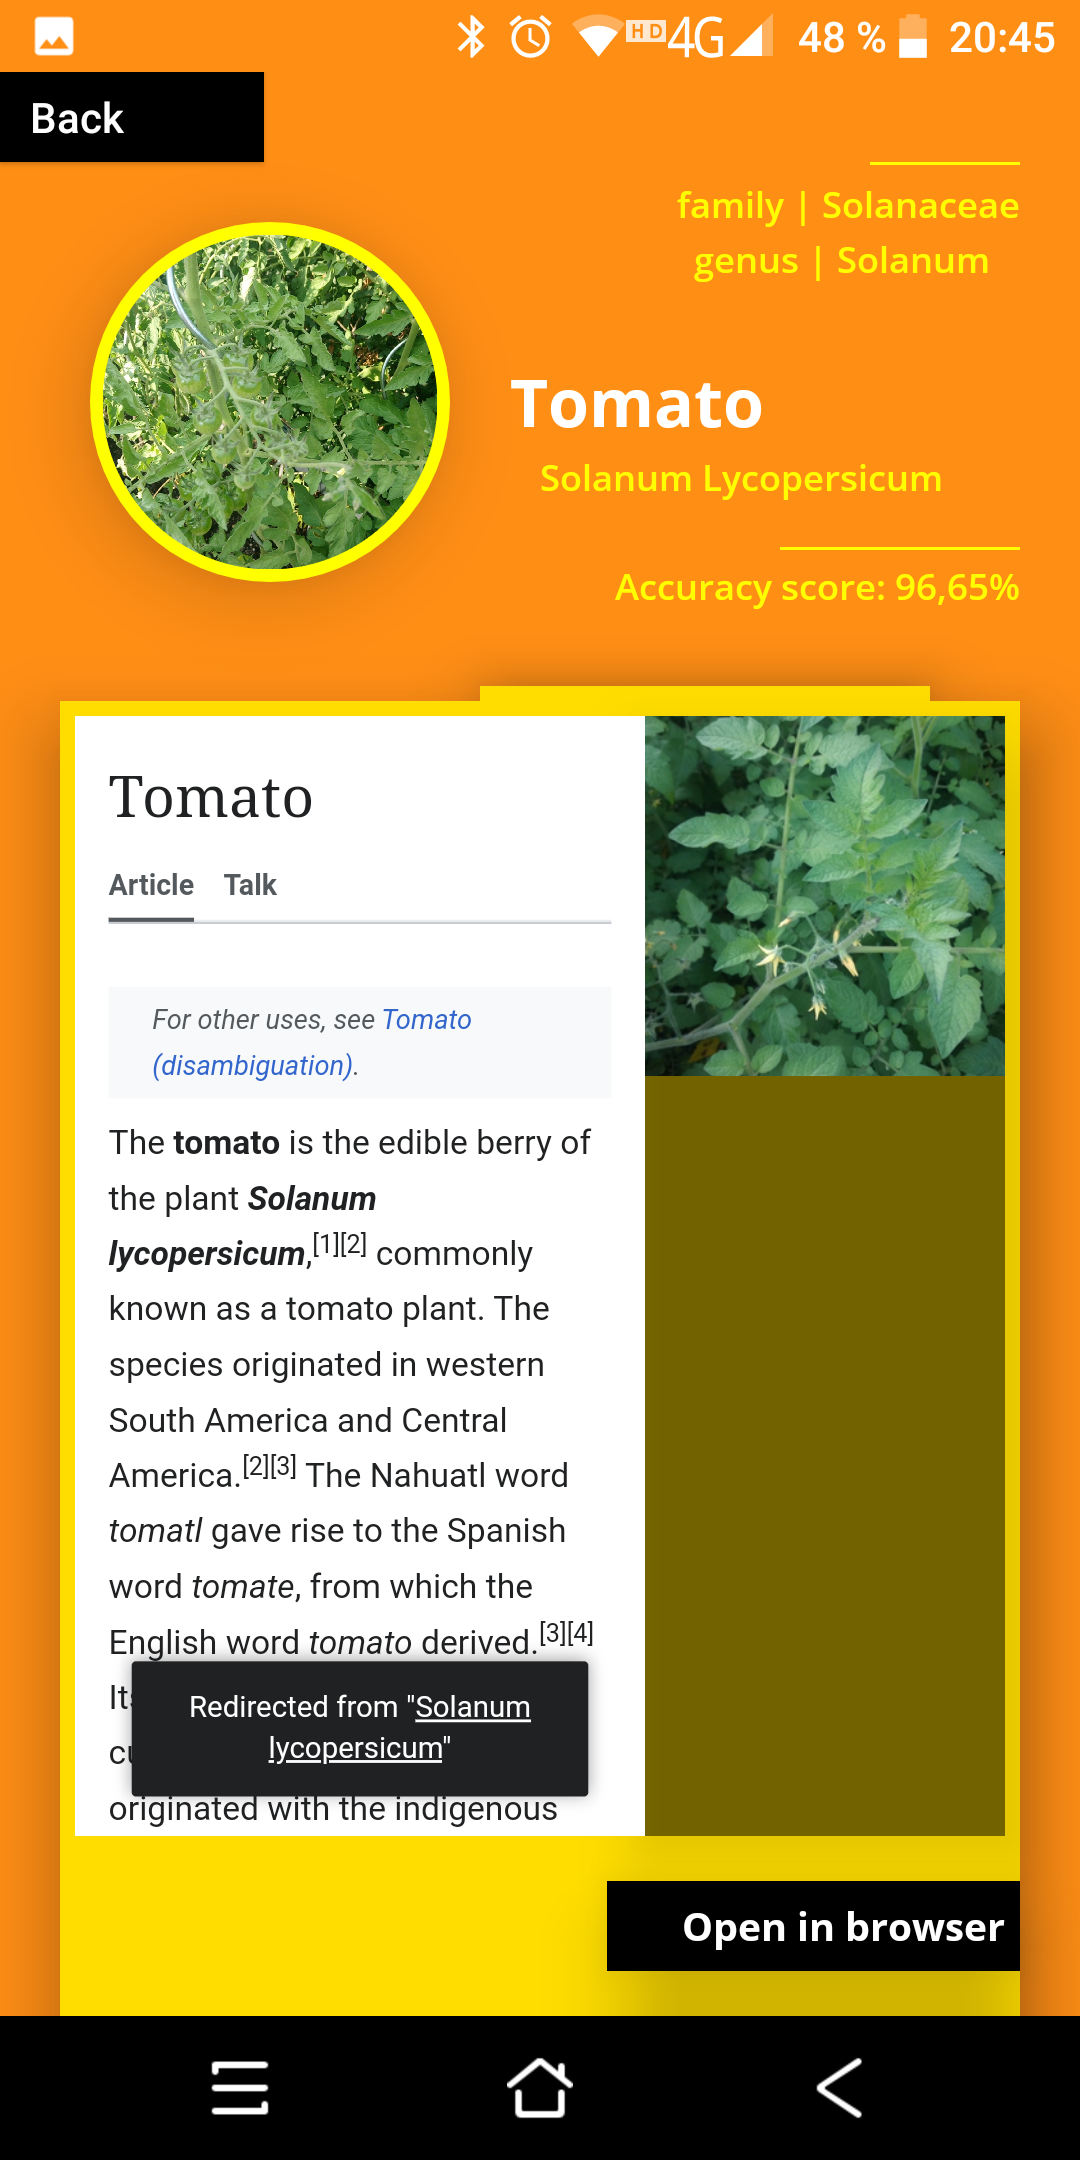 HD 4G 48 % 20:45
Back
family | Solanaceae
genus | Solanum
Tomato
Solanum Lycopersicum
Accuracy score: 96,65%
Tomato
Article Talk
For other uses, see Tomato
(disambiguation).
The tomato is the edible berry of
the plant Solanum
lycopersicum,[1][2] commonly
known as a tomato plant. The
species originated in western
South America and Central
America.[2][3] The Nahuatl word
tomatl gave rise to the Spanish
word tomate, from which the
English word tomato derived.[3][4]
Redirected from "Solanum
lycopersicum"
originated with the indigenous
Open in browser